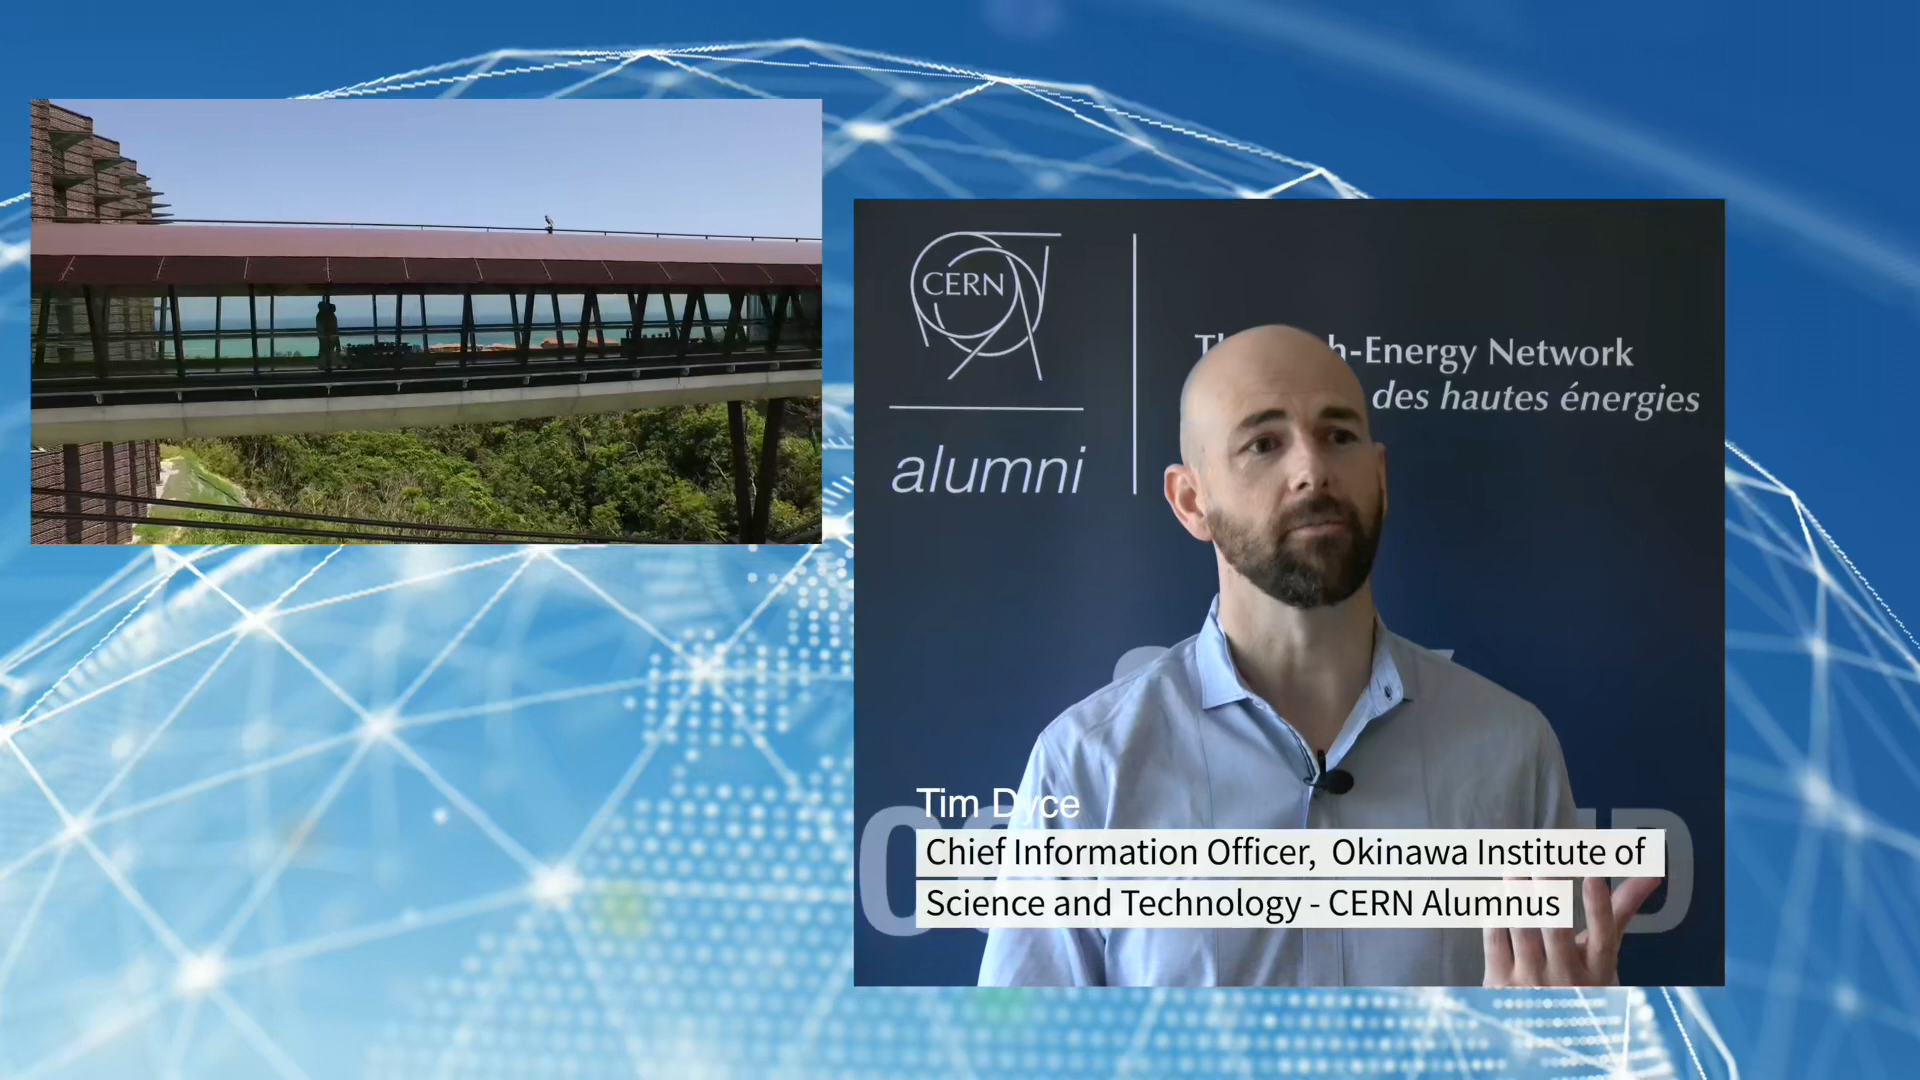 CERN
alumni
h-Energy Network
des hautes énergies
Tim Dyce
Chief Information Officer, Okinawa Institute of
Science and Technology - CERN Alumnus